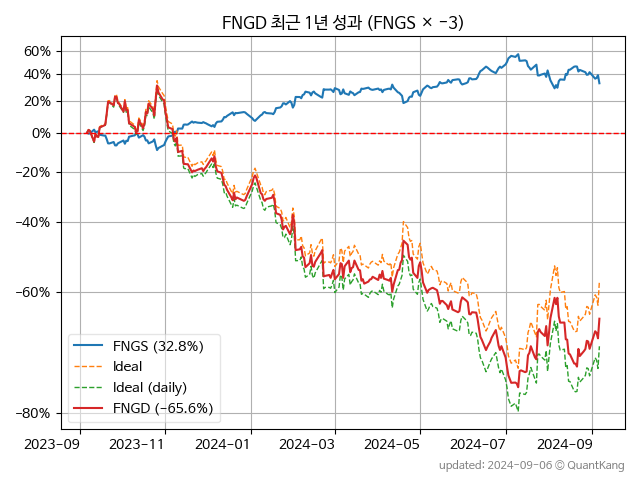 FNGD 최근 1년 성과 (FNGS × −3)
60%
40%
20%
0%
−20%
−40%
−60%
−80%
FNGS (32.8%)
Ideal
Ideal (daily)
FNGD (−65.6%)
2023−09 2023−11 2024−01 2024−03 2024−05 2024−07 2024−09
updated: 2024−09−06 © QuantKang